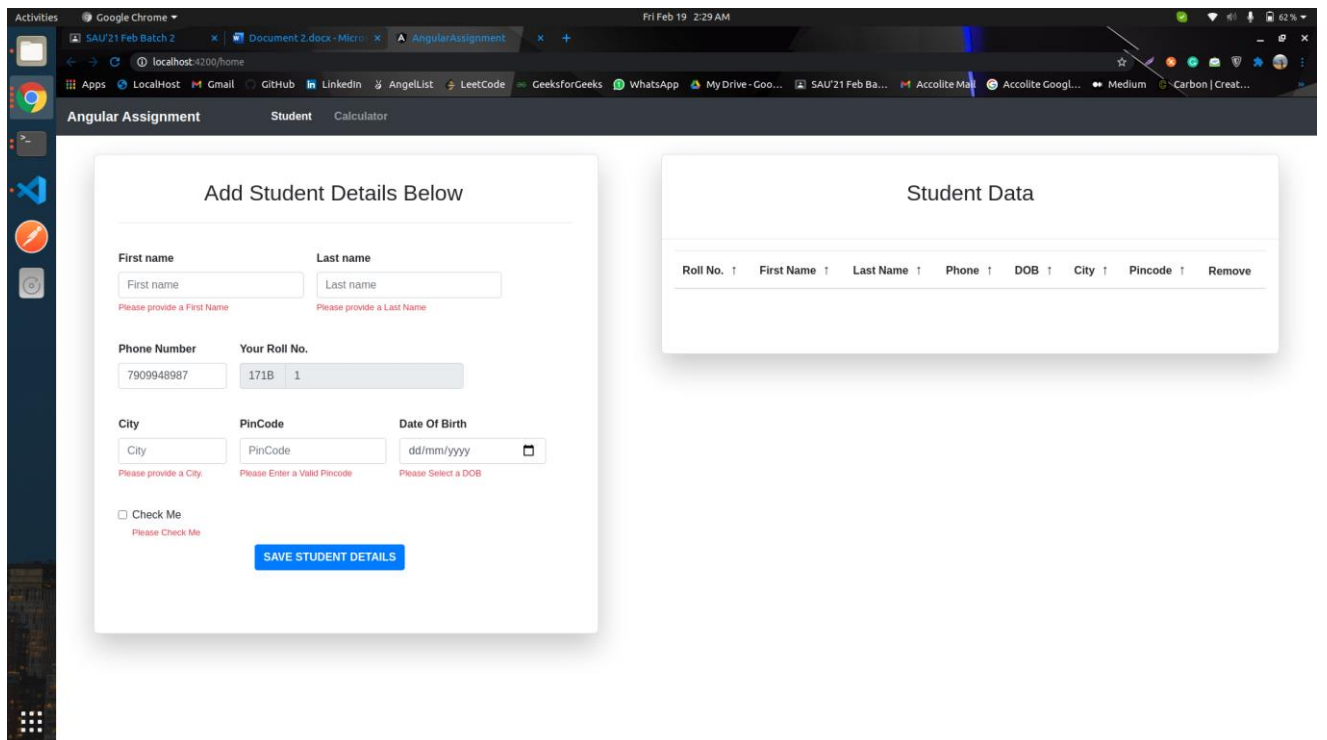 Activities Google Chrome Fri Feb 19 2:29 AM 62 %
SAU'21 Feb Batch 2 Document 2.docx - Micro AngularAssignment
localhost:4200/home
Apps LocalHost Gmail GitHub LinkedIn AngelList LeetCode GeeksforGeeks WhatsApp My Drive - Goo... SAU'21 Feb Ba... Accolite Mail Accolite Googl... Medium Carbon | Creat...
Angular Assignment Student Calculator
Add Student Details Below
First name Last name
First name Last name
Please provide a First Name Please provide a Last Name
Phone Number Your Roll No.
7909948987 171B 1
City PinCode Date Of Birth
City PinCode dd/mm/yyyy
Please provide a City. Please Enter a Valid Pincode Please Select a DOB
Check Me
Please Check Me
SAVE STUDENT DETAILS
Student Data
Roll No. ↑ First Name ↑ Last Name ↑ Phone ↑ DOB ↑ City ↑ Pincode ↑ Remove